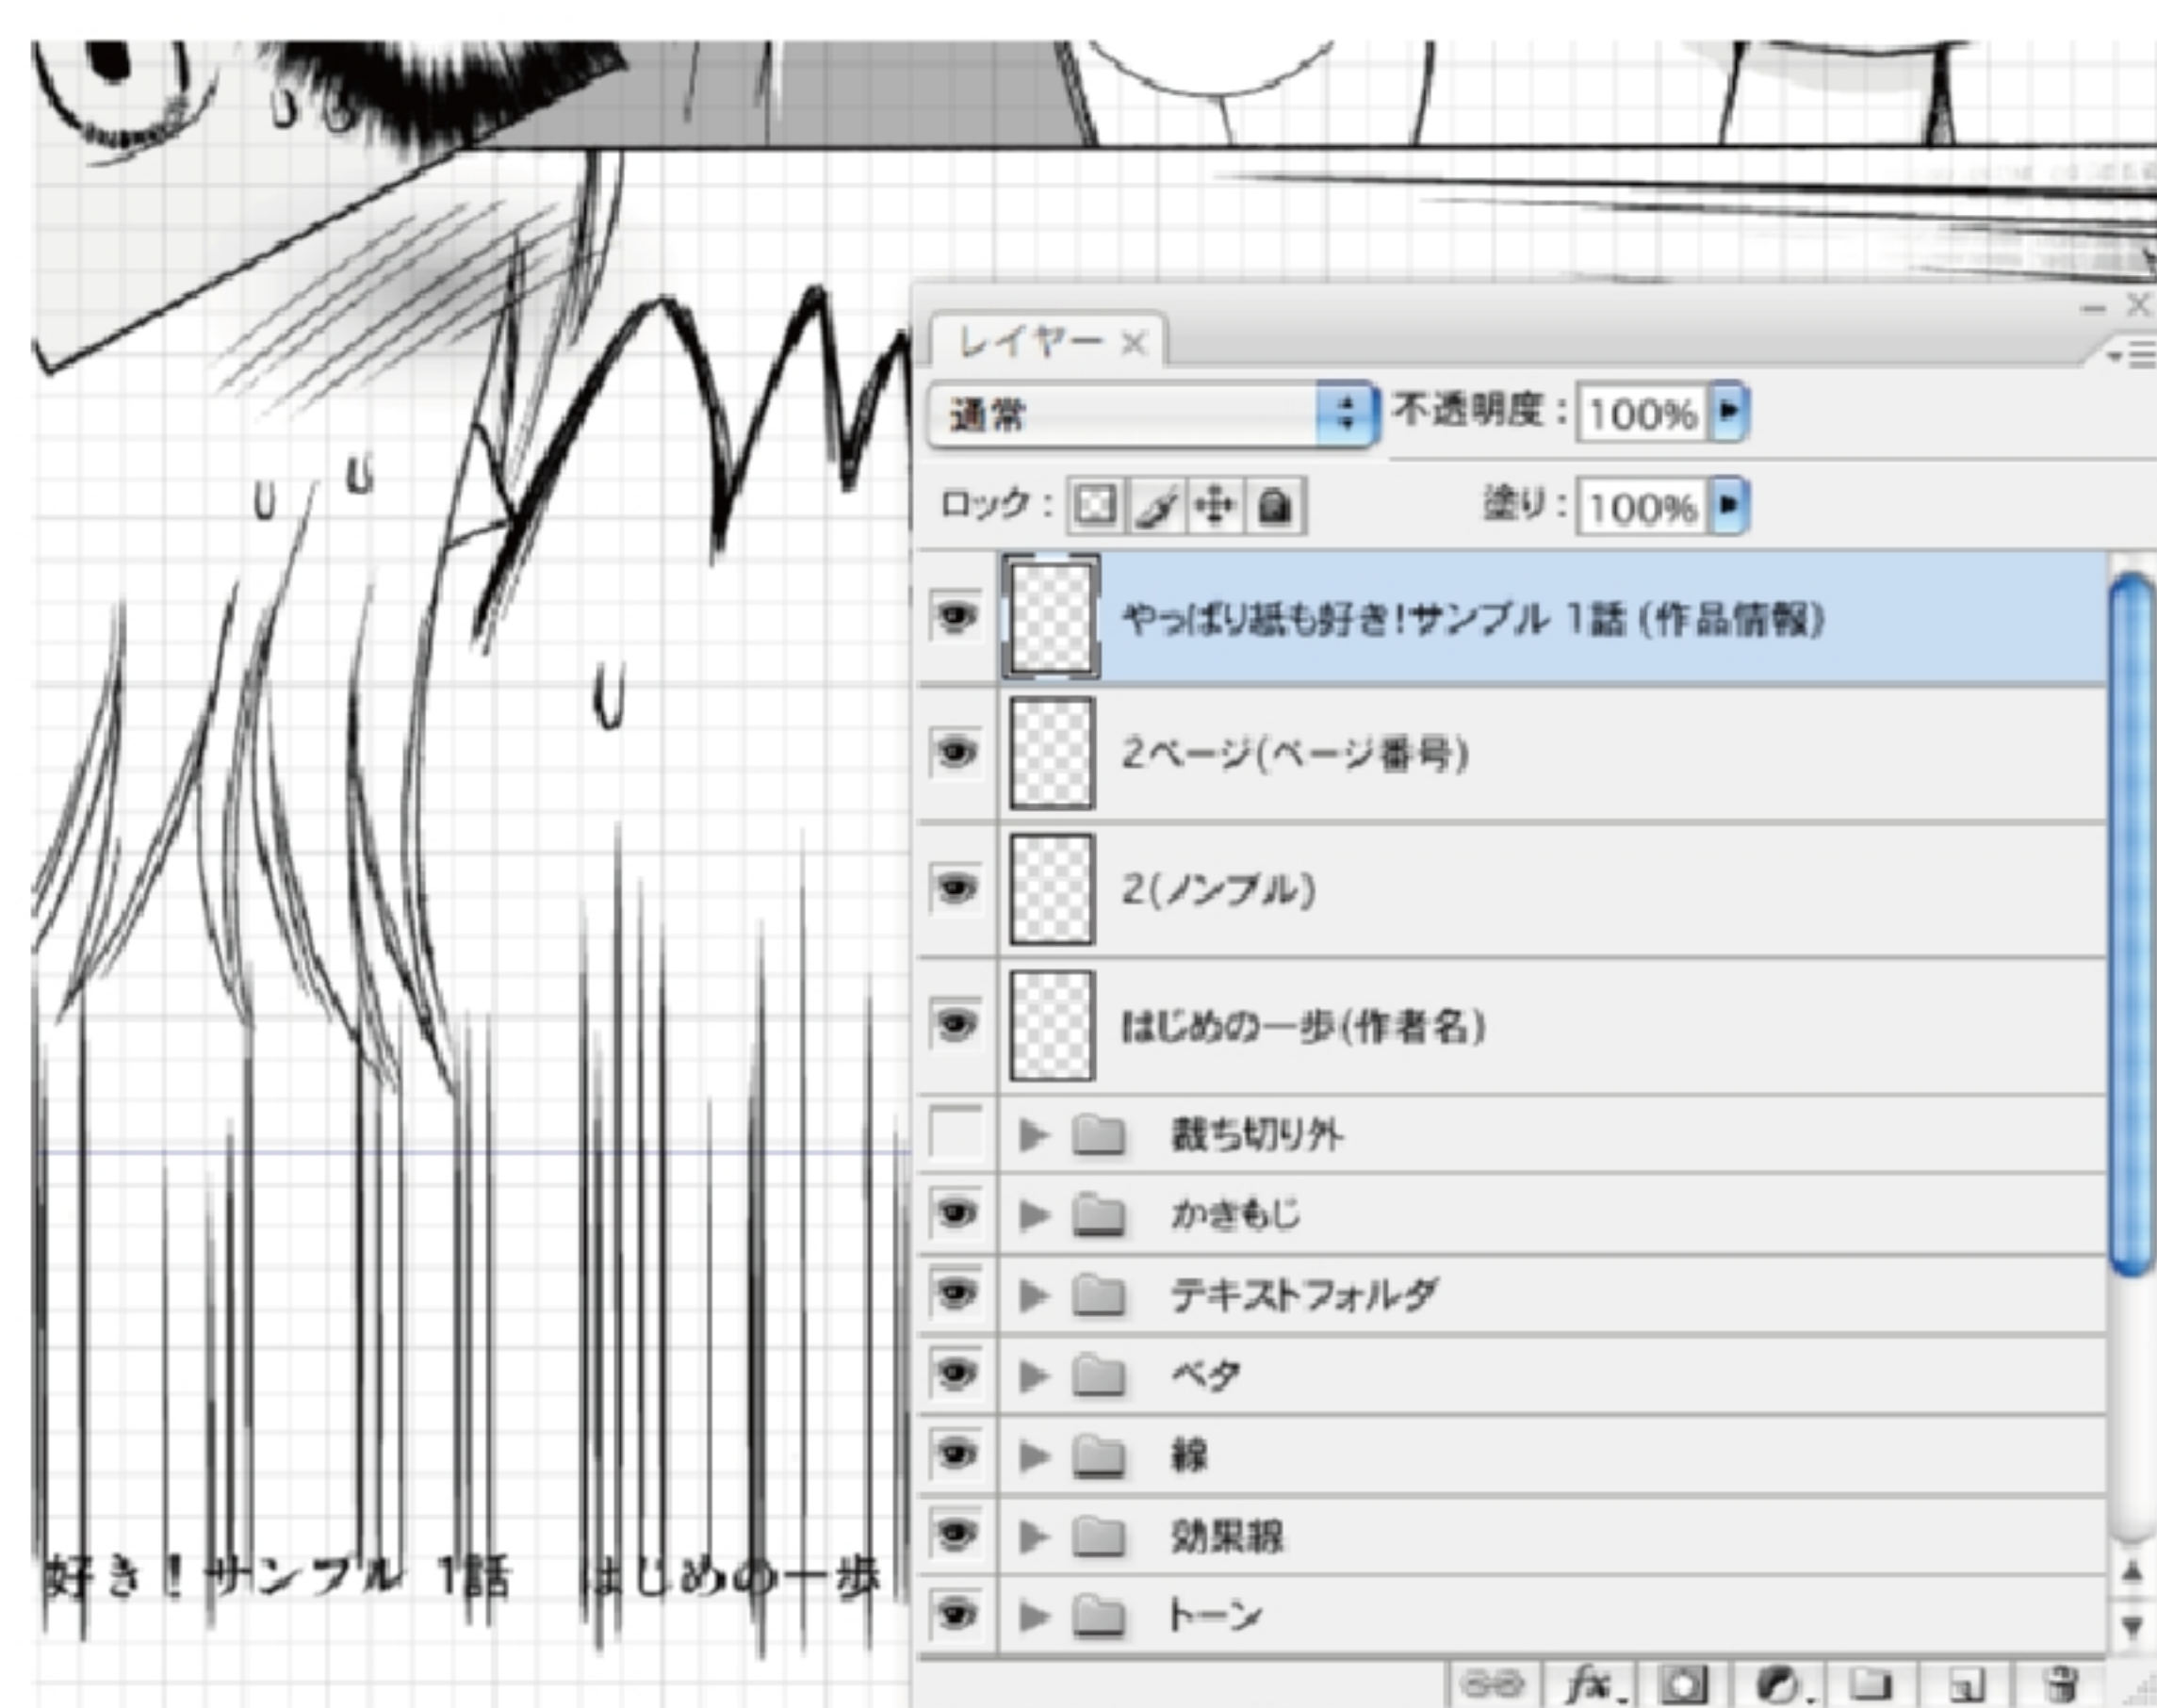 レイヤー
通常
不透明度：100%
ロック：
塗り：100%
やっぱり紙も好き!サンプル 1話 (作品情報)
2ページ(ページ番号)
2(ノンブル)
はじめの一歩(作者名)
裁ち切り外
かきもじ
テキストフォルダ
ベタ
線
効果線
トーン
fx
好き！サンプル 1話 はじめの一歩